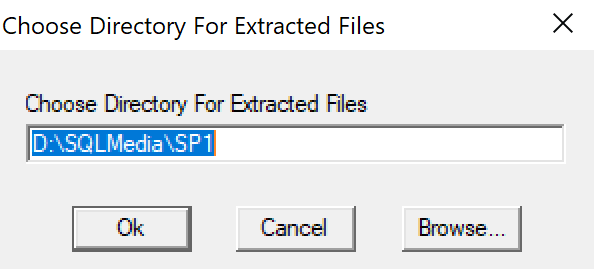 Choose Directory For Extracted Files
Choose Directory For Extracted Files
D:\SQLMedia\SP1
Ok Cancel Browse...